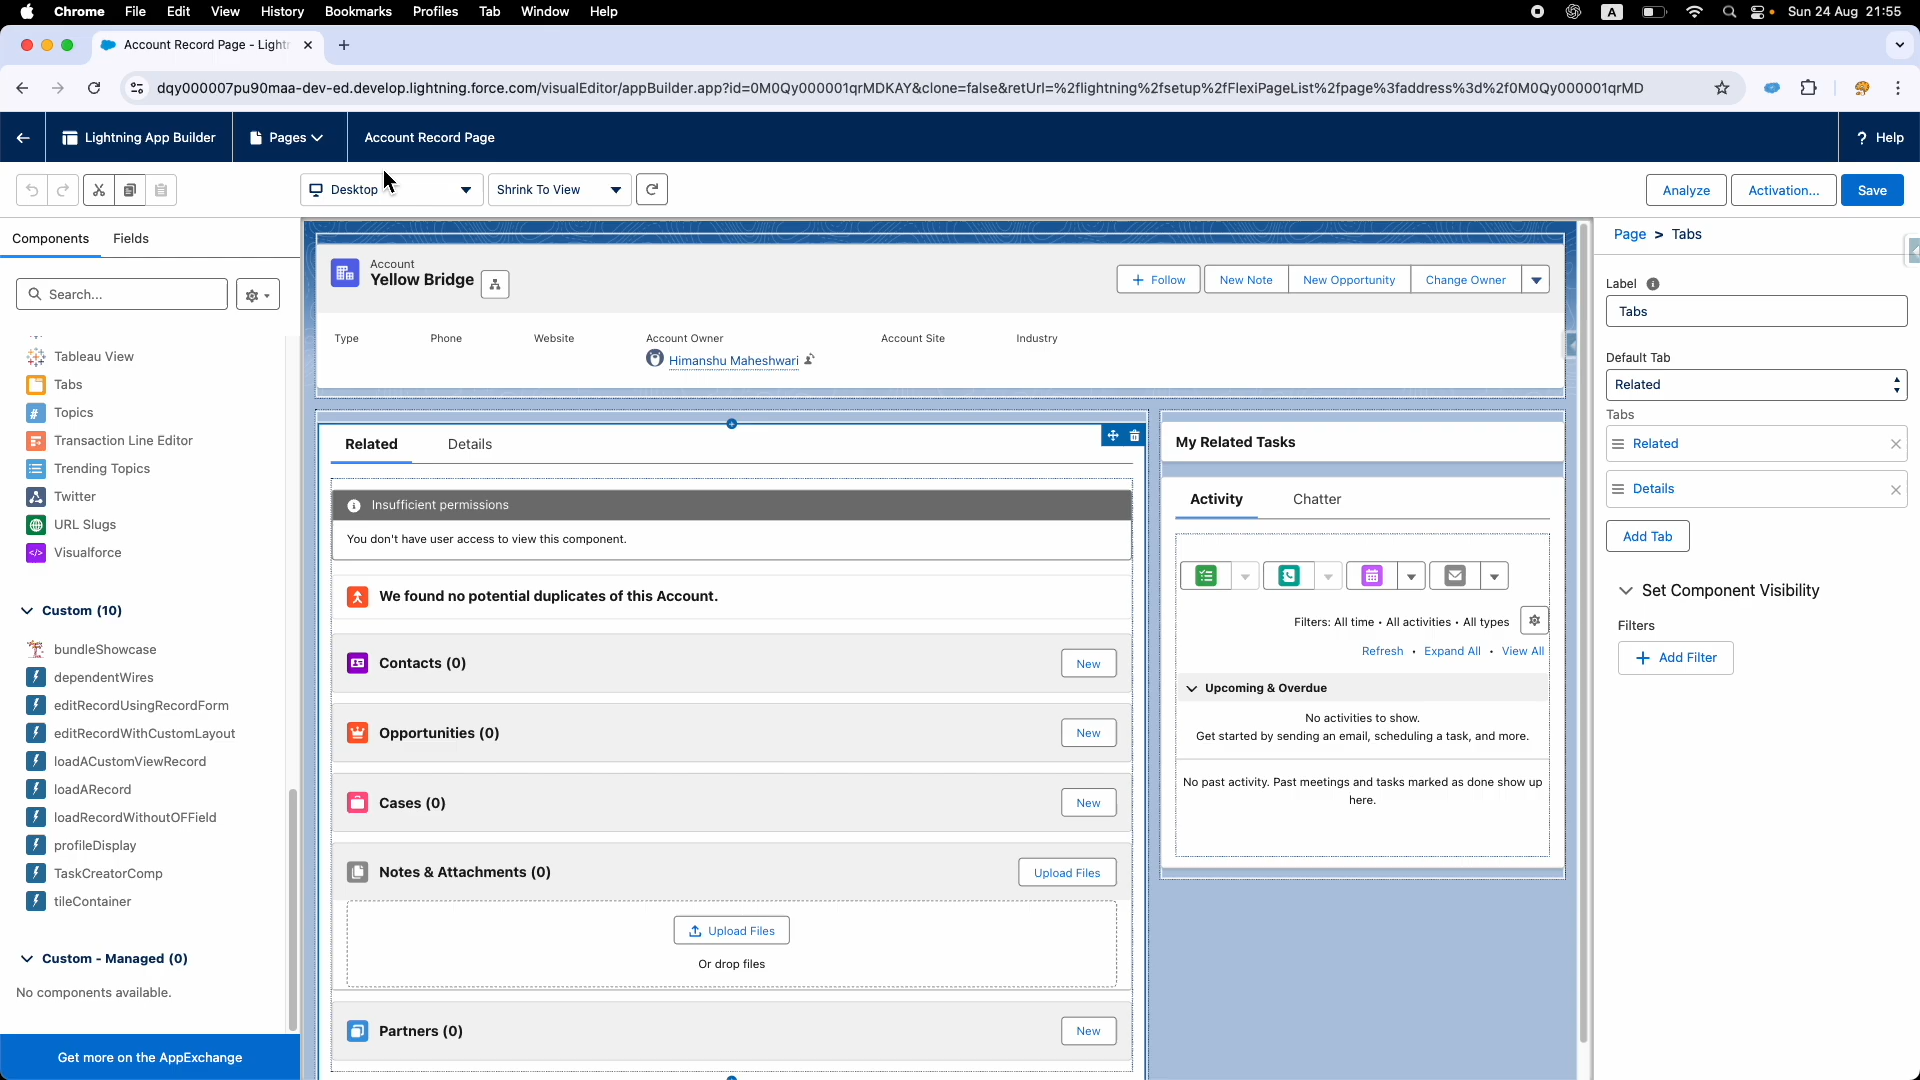 Chrome File Edit View History Bookmarks Profiles Tab Window Help A Sun 24 Aug 21:55
Account Record Page - Light
dqy000007pu90maa-dev-ed.develop.lightning.force.com/visualEditor/appBuilder.app?id=0M0Qy000001qrMDKAY&clone=false&retUrl=%2flightning%2fsetup%2fFlexiPageList%2fpage%3faddress%3d%2f0M0Qy000001qrMD
Lightning App Builder Pages Account Record Page ? Help
Desktop Shrink To View Analyze Activation... Save
Components Fields
Search...
Tableau View
Tabs
Topics
Transaction Line Editor
Trending Topics
Twitter
URL Slugs
Visualforce
Custom (10)
bundleShowcase
dependentWires
editRecordUsingRecordForm
editRecordWithCustomLayout
loadACustomViewRecord
loadARecord
loadRecordWithoutOFField
profileDisplay
TaskCreatorComp
tileContainer
Custom - Managed (0)
No components available.
Get more on the AppExchange
Account
Yellow Bridge
+ Follow New Note New Opportunity Change Owner
Type Phone Website Account Owner Account Site Industry
Himanshu Maheshwari
Related Details
Insufficient permissions
You don't have user access to view this component.
We found no potential duplicates of this Account.
Contacts (0) New
Opportunities (0) New
Cases (0) New
Notes & Attachments (0) Upload Files
Upload Files
Or drop files
Partners (0) New
My Related Tasks
Activity Chatter
Filters: All time • All activities • All types
Refresh • Expand All • View All
Upcoming & Overdue
No activities to show.
Get started by sending an email, scheduling a task, and more.
No past activity. Past meetings and tasks marked as done show up
here.
Page > Tabs
Label
Tabs
Default Tab
Related
Tabs
Related
Details
Add Tab
Set Component Visibility
Filters
+ Add Filter